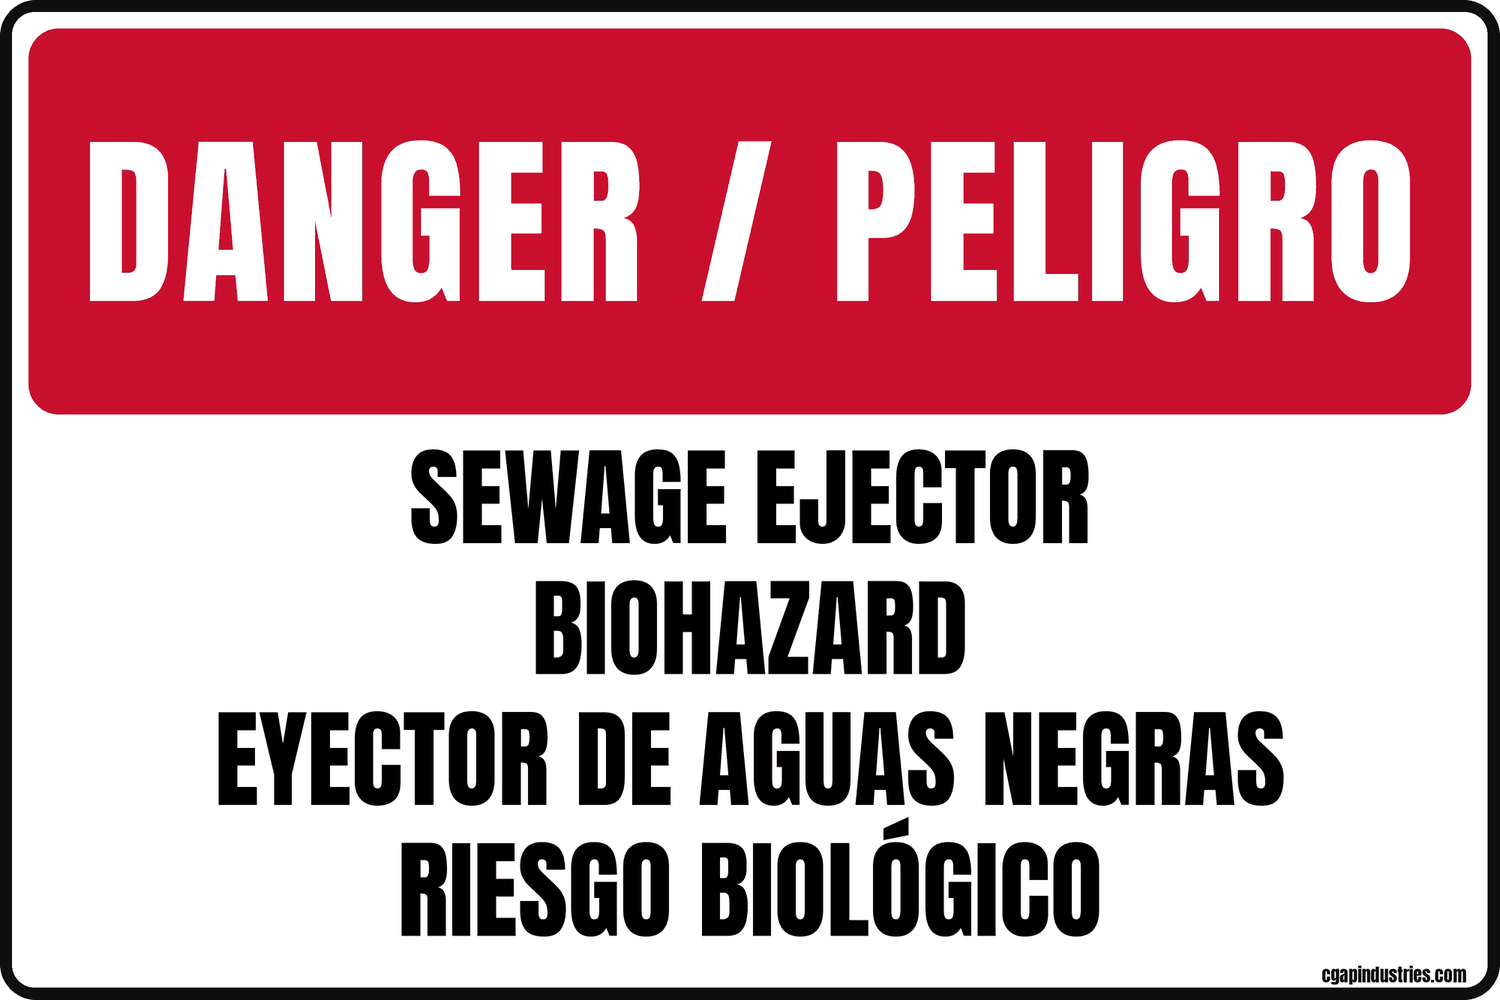 DANGER / PELIGRO
SEWAGE EJECTOR
BIOHAZARD
EYECTOR DE AGUAS NEGRAS
RIESGO BIOLÓGICO
cgapindustries.com